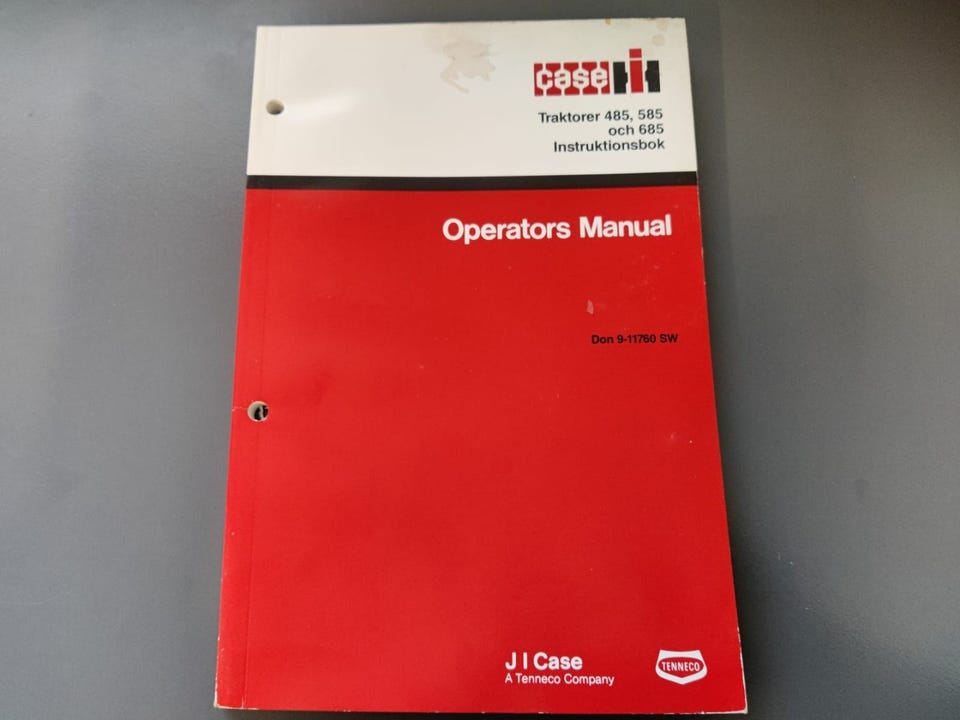 case IH
Traktorer 485, 585
och 685
Instruktionsbok
Operators Manual
Don 9-11760 SW
J I Case
A Tenneco Company
TENNECO